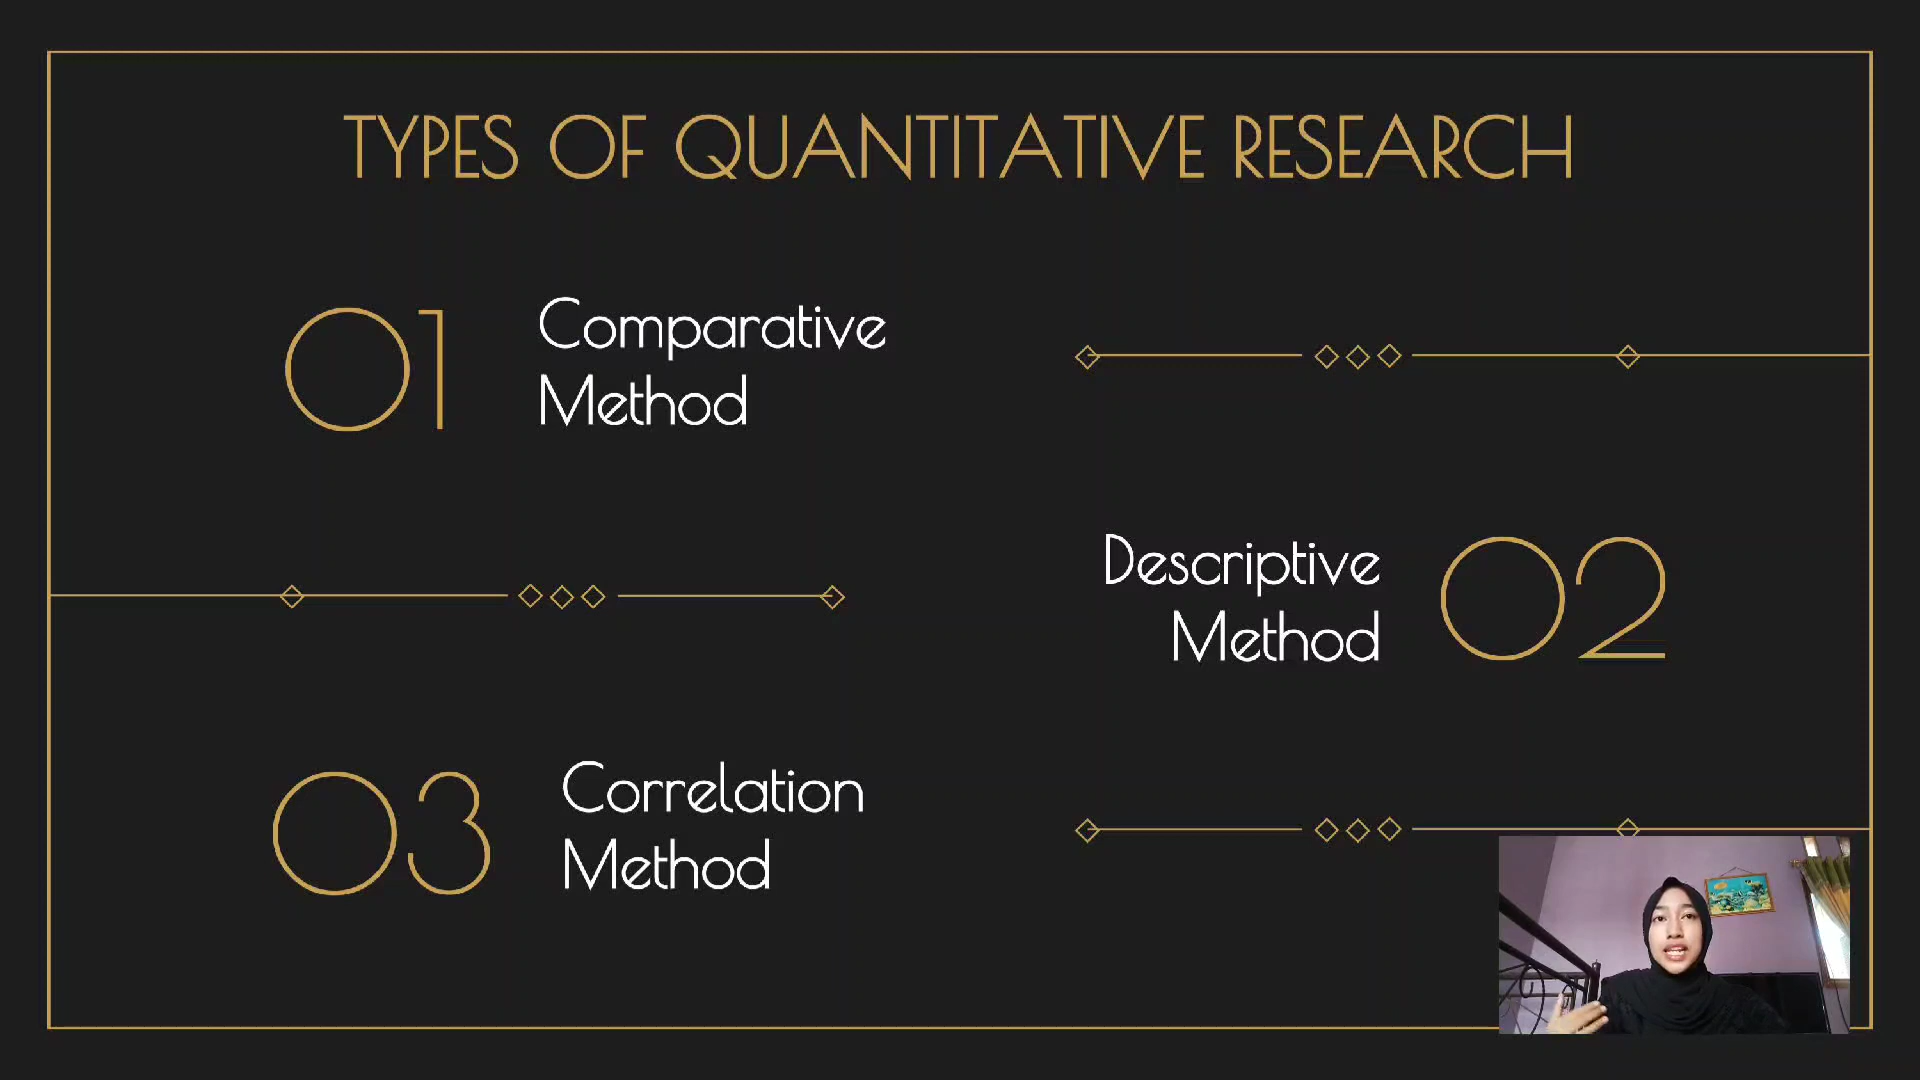 TYPES OF QUANTITATIVE RESEARCH
01
Comparative
Method
Descriptive
Method
02
03
Correlation
Method